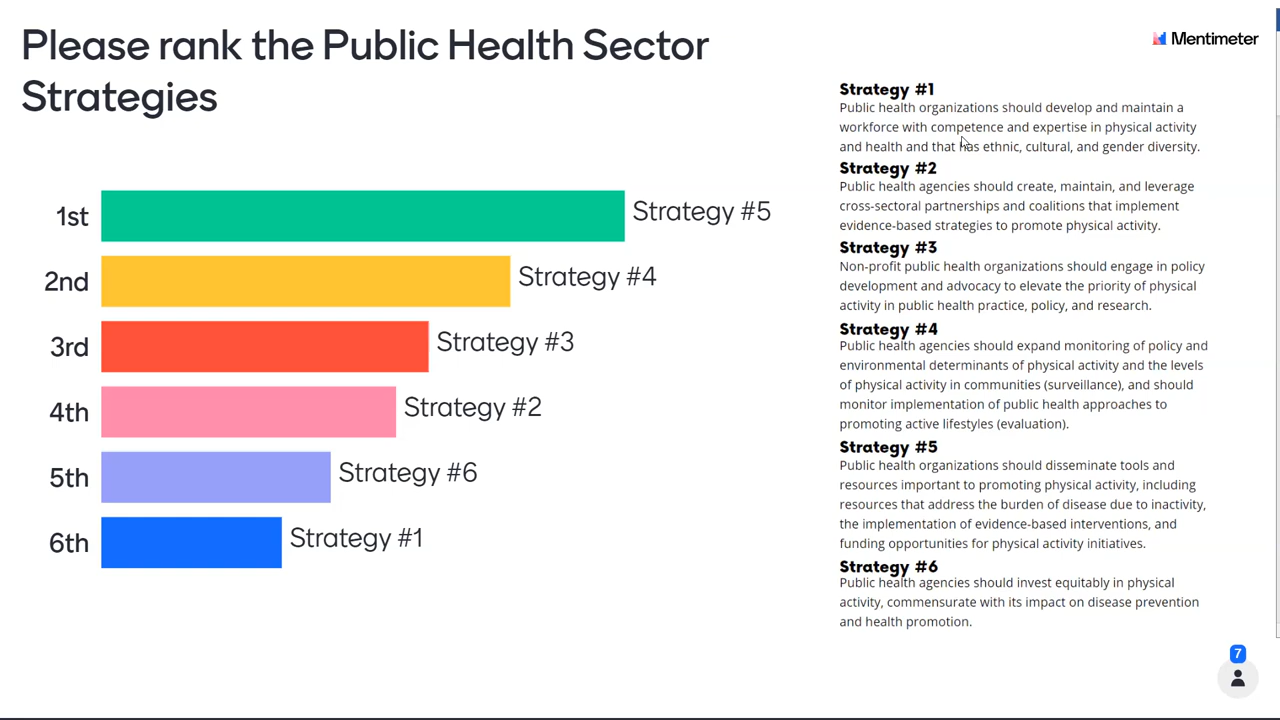 Please rank the Public Health Sector
Strategies
Mentimeter
1st
Strategy #5
2nd
Strategy #4
3rd
Strategy #3
4th
Strategy #2
5th
Strategy #6
6th
Strategy #1
Strategy #1
Public health organizations should develop and maintain a
workforce with competence and expertise in physical activity
and health and that has ethnic, cultural, and gender diversity.
Strategy #2
Public health agencies should create, maintain, and leverage
cross-sectoral partnerships and coalitions that implement
evidence-based strategies to promote physical activity.
Strategy #3
Non-profit public health organizations should engage in policy
development and advocacy to elevate the priority of physical
activity in public health practice, policy, and research.
Strategy #4
Public health agencies should expand monitoring of policy and
environmental determinants of physical activity and the levels
of physical activity in communities (surveillance), and should
monitor implementation of public health approaches to
promoting active lifestyles (evaluation).
Strategy #5
Public health organizations should disseminate tools and
resources important to promoting physical activity, including
resources that address the burden of disease due to inactivity,
the implementation of evidence-based interventions, and
funding opportunities for physical activity initiatives.
Strategy #6
Public health agencies should invest equitably in physical
activity, commensurate with its impact on disease prevention
and health promotion.
7